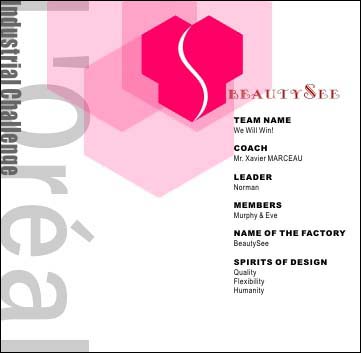 Industrial Challenge
l'oréal
BEAUTYSEE
TEAM NAME
We Will Win!
COACH
Mr. Xavier MARCEAU
LEADER
Norman
MEMBERS
Murphy & Eve
NAME OF THE FACTORY
BeautySee
SPIRITS OF DESIGN
Quality
Flexibility
Humanity